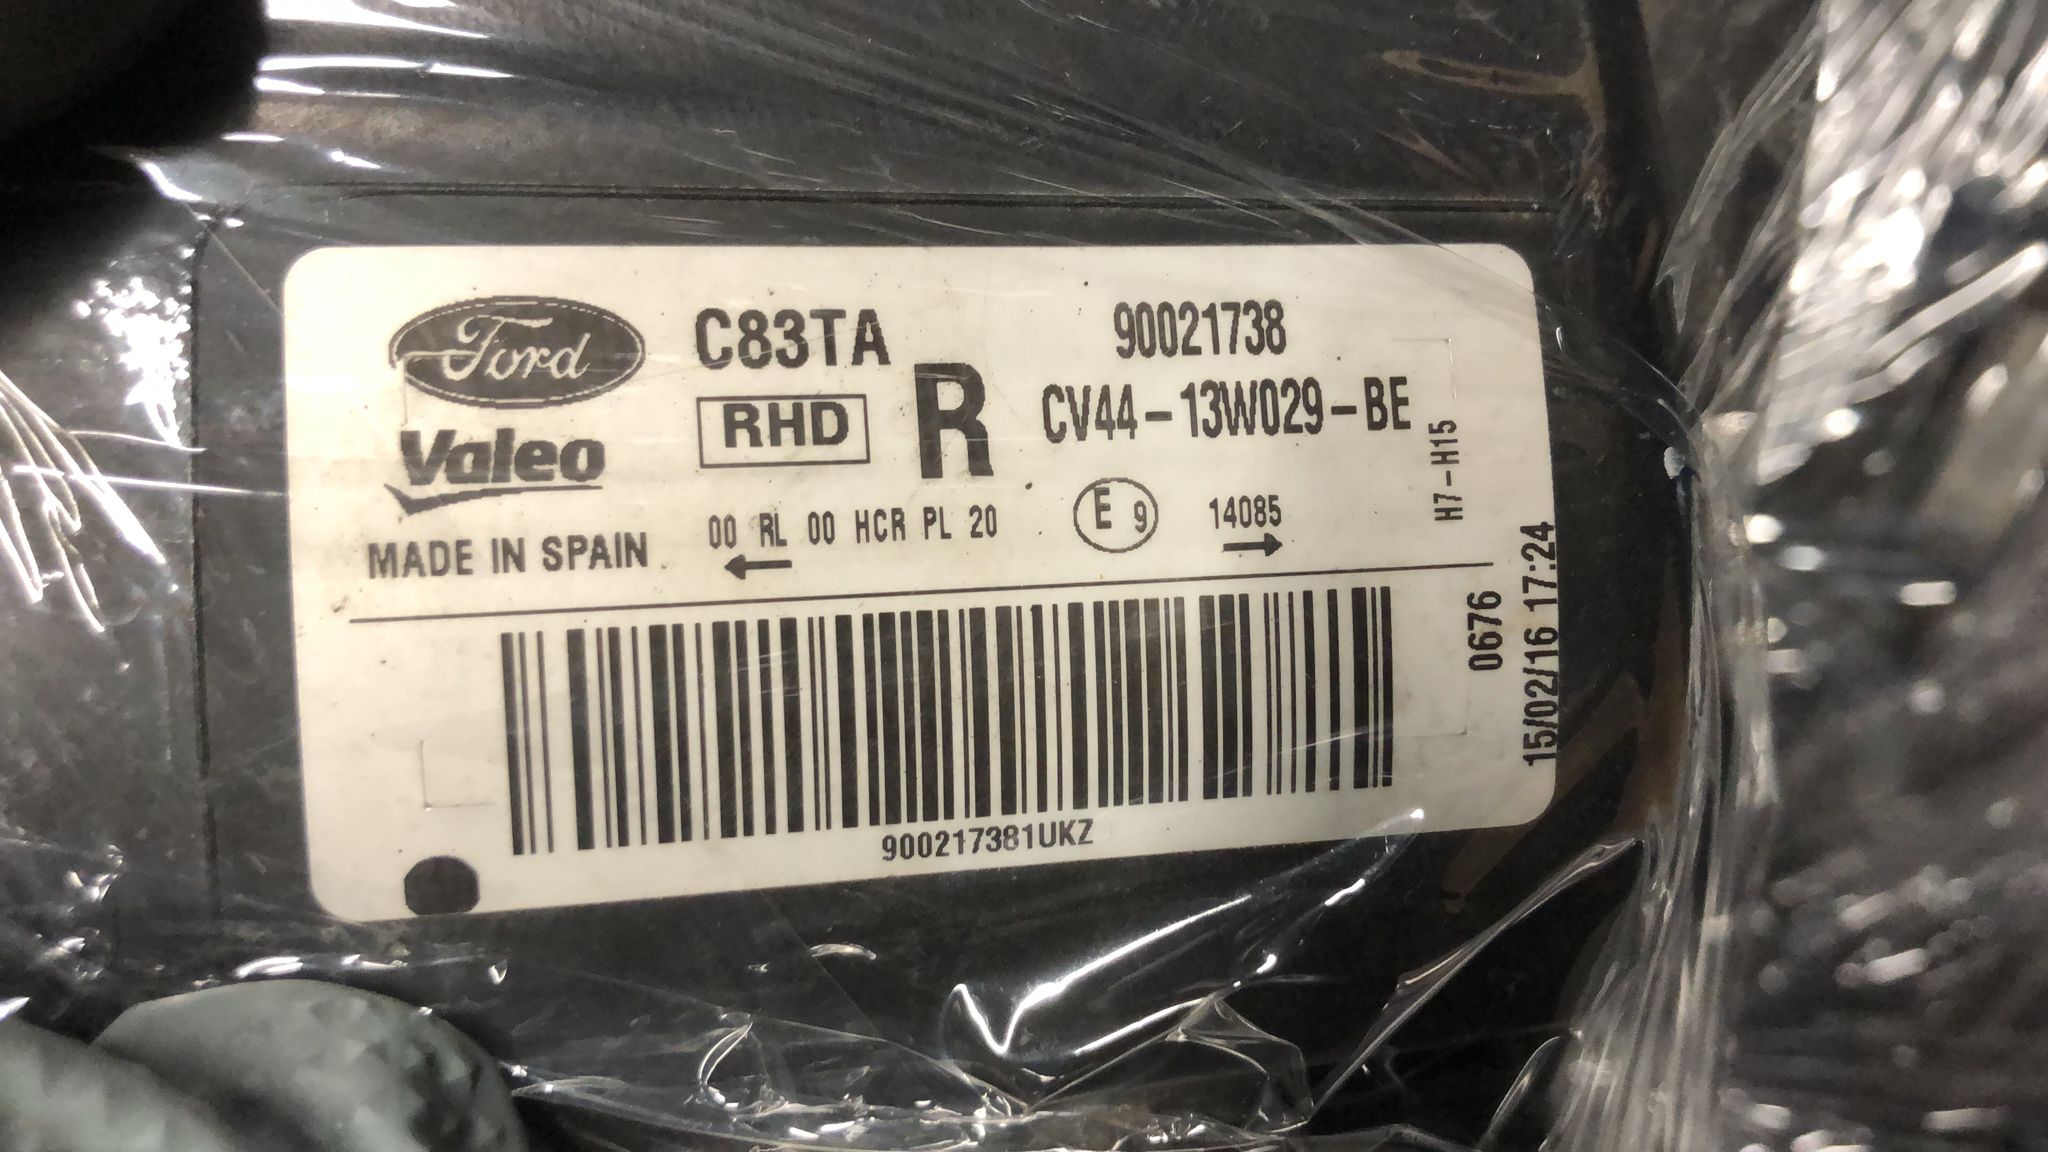 Ford
C83TA
90021738
RHD
R
CV44-13W029-BE
Valeo
H7-H15
MADE IN SPAIN
00 RL 00 HCR PL 20
E 9
14085
0676
15/02/16 17:24
900217381UKZ